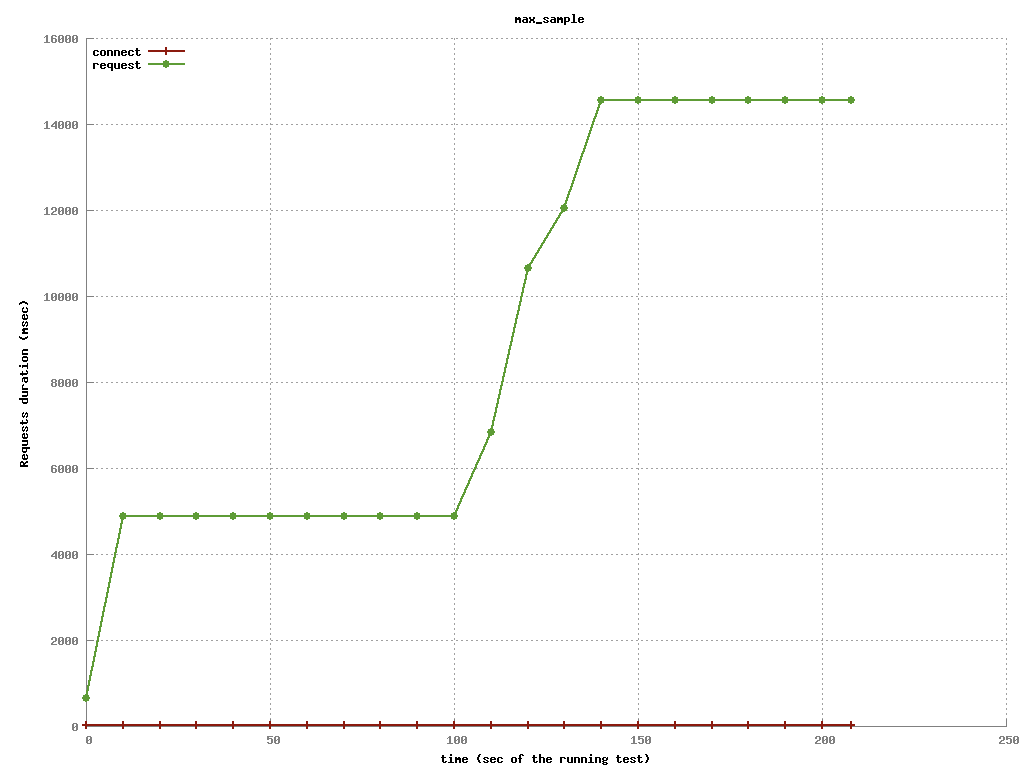 max_sample
16000
14000
12000
10000
8000
6000
4000
2000
0
connect
request
Requests duration (msec)
0 50 100 150 200 250
time (sec of the running test)